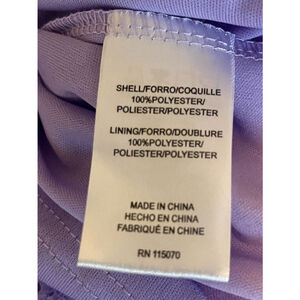 SHELL/FORRO/COQUILLE
100%POLYESTER/
POLIESTER/POLYESTER
LINING/FORRO/DOUBLURE
100%POLYESTER/
POLIESTER/POLYESTER
MADE IN CHINA
HECHO EN CHINA
FABRIQUÉ EN CHINE
RN 115070